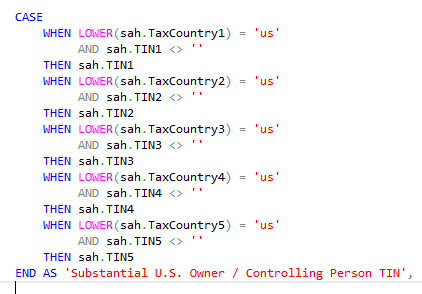 CASE
WHEN LOWER(sah.TaxCountry1) = 'us'
AND sah.TIN1 <> ''
THEN sah.TIN1
WHEN LOWER(sah.TaxCountry2) = 'us'
AND sah.TIN2 <> ''
THEN sah.TIN2
WHEN LOWER(sah.TaxCountry3) = 'us'
AND sah.TIN3 <> ''
THEN sah.TIN3
WHEN LOWER(sah.TaxCountry4) = 'us'
AND sah.TIN4 <> ''
THEN sah.TIN4
WHEN LOWER(sah.TaxCountry5) = 'us'
AND sah.TIN5 <> ''
THEN sah.TIN5
END AS 'Substantial U.S. Owner / Controlling Person TIN',